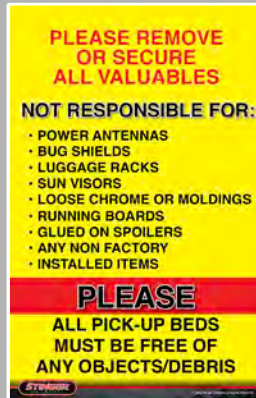 PLEASE REMOVE
OR SECURE
ALL VALUABLES
NOT RESPONSIBLE FOR:
· POWER ANTENNAS
· BUG SHIELDS
· LUGGAGE RACKS
· SUN VISORS
· LOOSE CHROME OR MOLDINGS
· RUNNING BOARDS
· GLUED ON SPOILERS
· ANY NON FACTORY
· INSTALLED ITEMS
PLEASE
ALL PICK-UP BEDS
MUST BE FREE OF
ANY OBJECTS/DEBRIS
STINGER